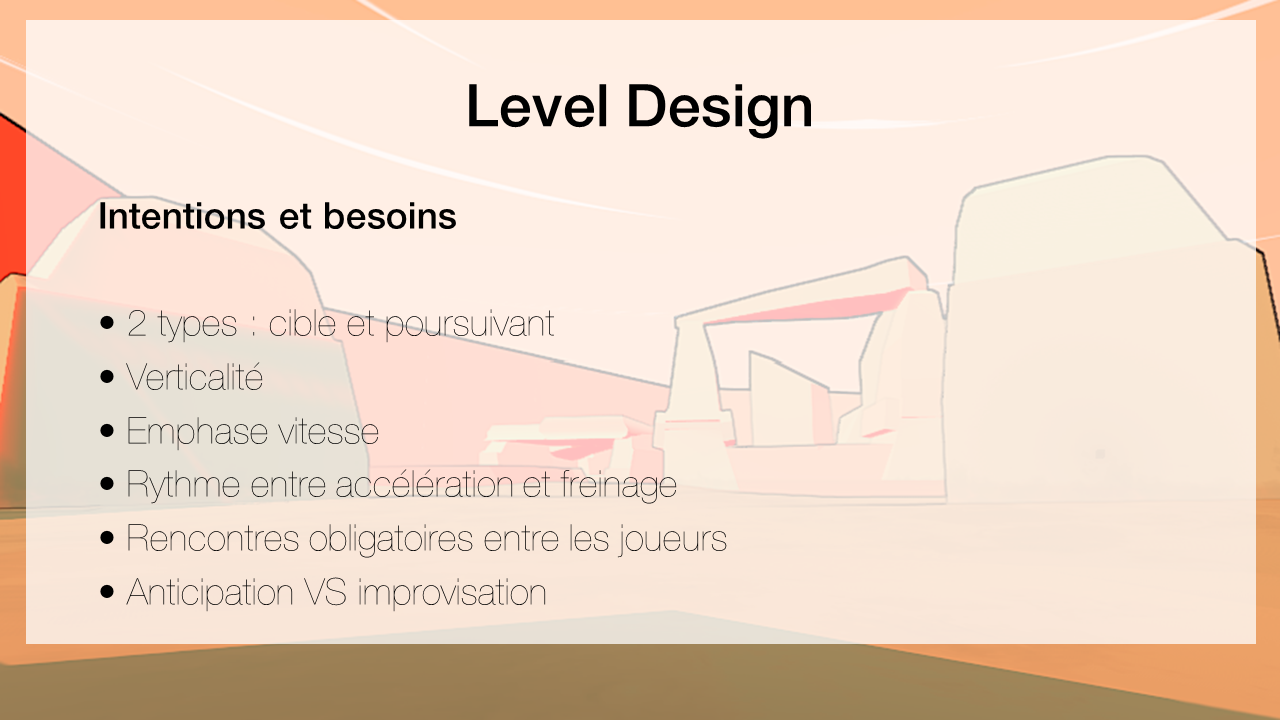 Level Design
Intentions et besoins
• 2 types : cible et poursuivant
• Verticalité
• Emphase vitesse
• Rythme entre accélération et freinage
• Rencontres obligatoires entre les joueurs
• Anticipation VS improvisation